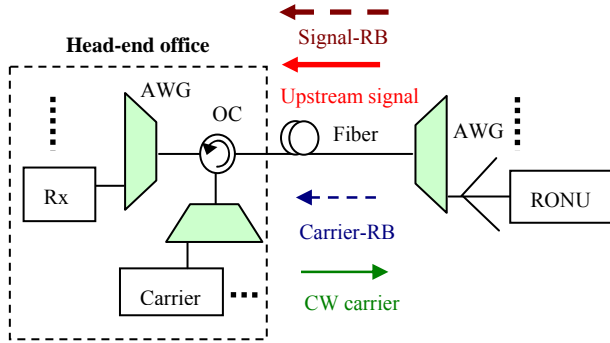 Signal-RB
Head-end office
Upstream signal
AWG
OC
Fiber
AWG
Rx
RONU
Carrier-RB
Carrier
CW carrier